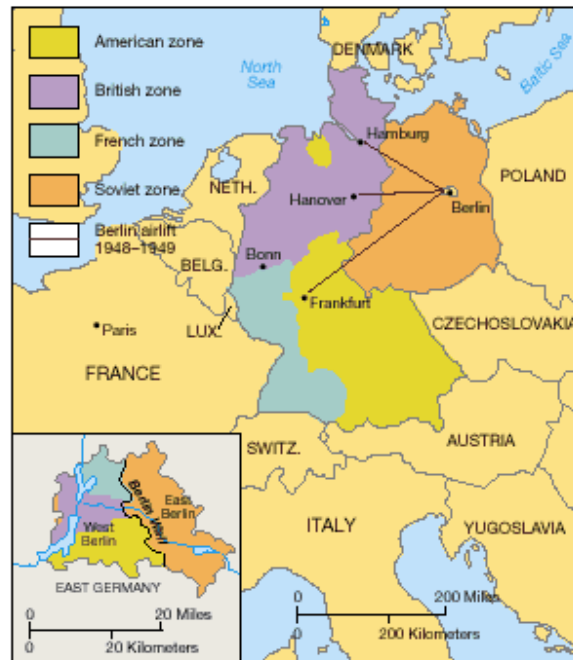 American zone
British zone
French zone
Soviet zone
Berlin airlift
1948–1949
North
Sea
DENMARK
Baltic Sea
Hamburg
NETH.
Hanover
Berlin
POLAND
Bonn
BELG.
Frankfurt
LUX.
Paris
CZECHOSLOVAKIA
FRANCE
AUSTRIA
SWITZ.
ITALY
YUGOSLAVIA
East
Berlin
Berlin Wall
West
Berlin
EAST GERMANY
0 20 Miles
0 20 Kilometers
0 200 Miles
0 200 Kilometers